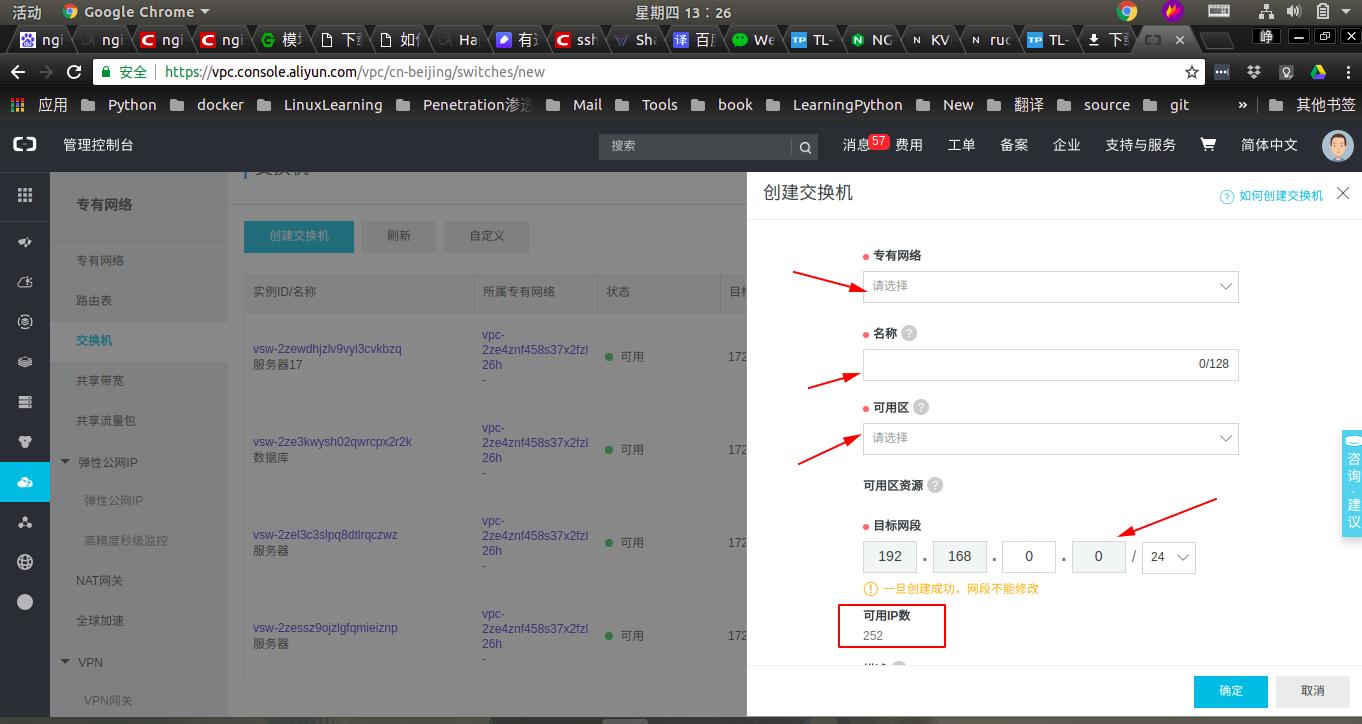 活动
Google Chrome
星期四 13：26
ngi
ngi
ngi
ngi
模
下
如
Ha
有
ssh
Sha
百
We
TL-
NG
KV
ruc
TL-
下
峥
安全
https://vpc.console.aliyun.com/vpc/cn-beijing/switches/new
应用
Python
docker
LinuxLearning
Penetration渗
Mail
Tools
book
LearningPython
New
翻译
source
git
»
其他书签
管理控制台
搜索
消息
57
费用
工单
备案
企业
支持与服务
简体中文
专有网络
专有网络
路由表
交换机
共享带宽
共享流量包
弹性公网IP
弹性公网IP
高精度秒级监控
NAT网关
全球加速
VPN
VPN网关
交换机
创建交换机
刷新
自定义
实例ID/名称
所属专有网络
状态
目
vsw-2zewdhjzlv9vyi3cvkbzq
服务器17
vpc-
2ze4znf458s37x2fzl
26h
-
可用
172
vsw-2ze3kwysh02qwrcpx2r2k
数据库
vpc-
2ze4znf458s37x2fzl
26h
-
可用
172
vsw-2zel3c3slpq8dtlrqczwz
服务器
vpc-
2ze4znf458s37x2fzl
26h
-
可用
172
vsw-2zessz9ojzlgfqmieiznp
服务器
vpc-
2ze4znf458s37x2fzl
26h
-
可用
172
创建交换机
如何创建交换机
专有网络
请选择
名称
0/128
可用区
请选择
可用区资源
目标网段
192 . 168 . 0 . 0 / 24
一旦创建成功，网段不能修改
可用IP数
252
确定
取消
咨询·建议